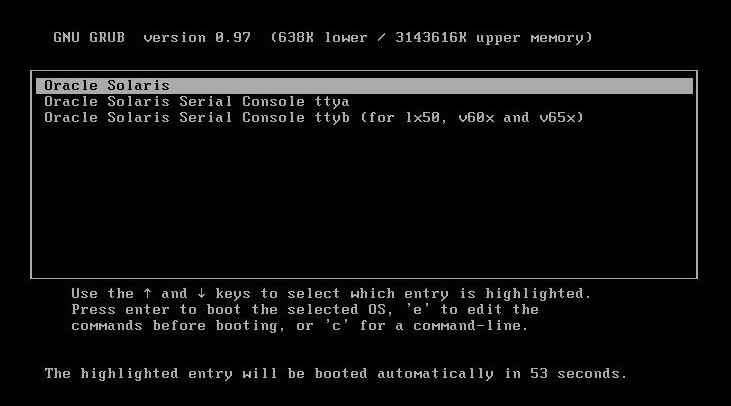 GNU GRUB  version 0.97  (638K lower / 3143616K upper memory)
Oracle Solaris
Oracle Solaris Serial Console ttya
Oracle Solaris Serial Console ttyb (for lx50, v60x and v65x)
Use the ↑ and ↓ keys to select which entry is highlighted.
Press enter to boot the selected OS, 'e' to edit the
commands before booting, or 'c' for a command-line.
The highlighted entry will be booted automatically in 53 seconds.